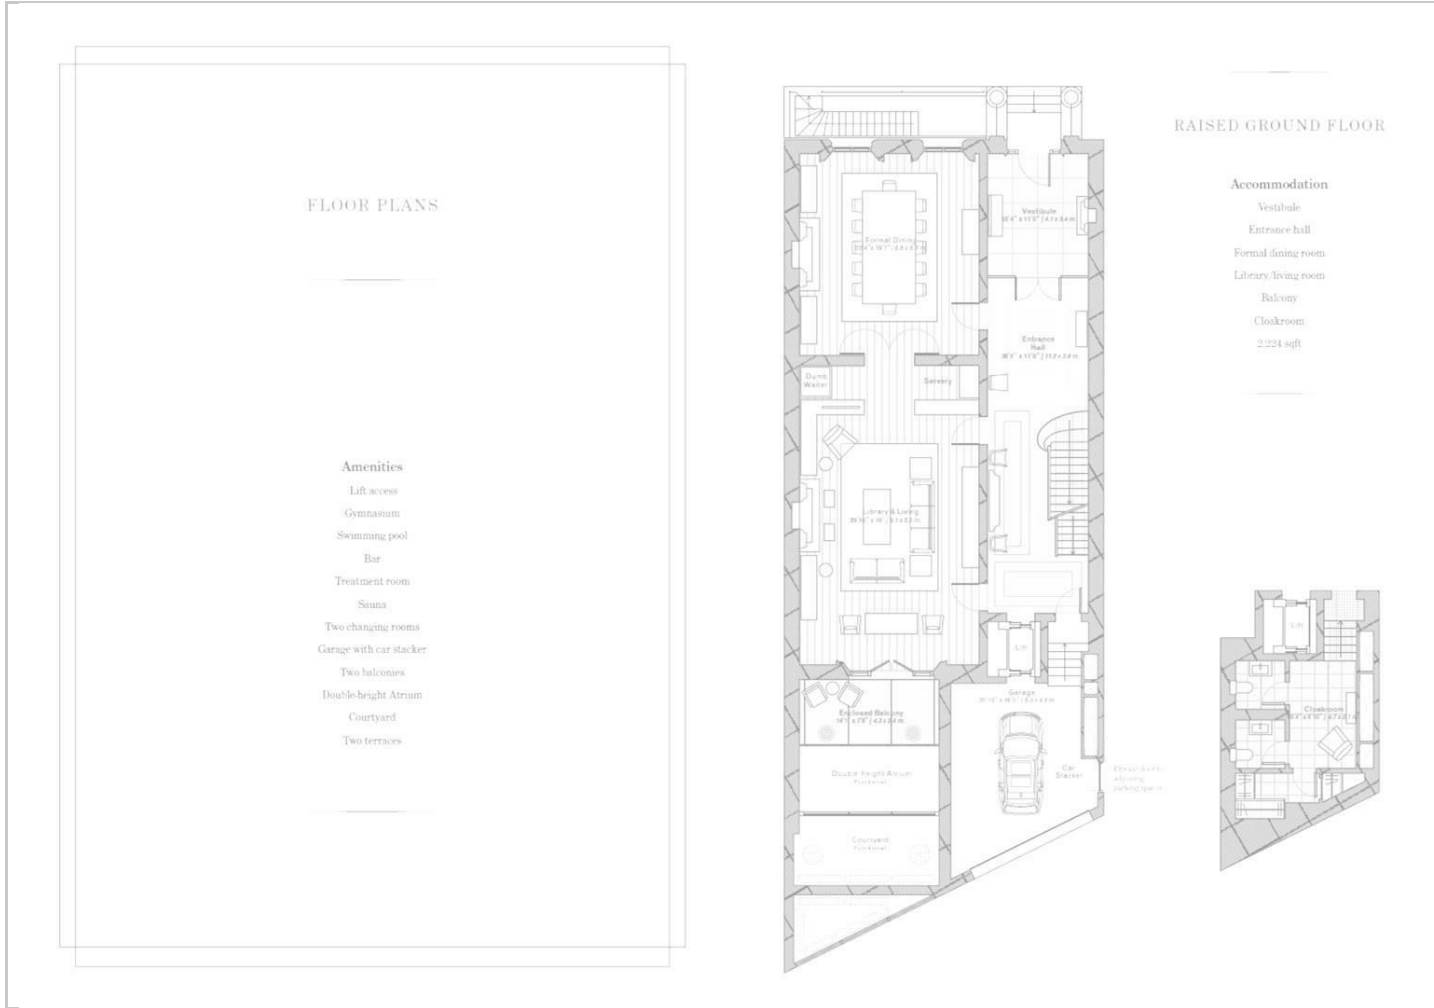 FLOOR PLANS
Amenities
Lift access
Gymnasium
Swimming pool
Bar
Treatment room
Sauna
Two changing rooms
Garage with car stacker
Two balconies
Double-height Atrium
Courtyard
Two terraces
RAISED GROUND FLOOR
Accommodation
Vestibule
Entrance hall
Formal dining room
Library/living room
Balcony
Cloakroom
2,224 sqft
Vestibule
Formal Dining
Entrance
Hall
Dumb
Waiter
Servery
Library & Living
Lift
Garage
Enclosed Balcony
Double height Atrium
Car
Stacker
parking space
Courtyard
Lift
Cloakroom